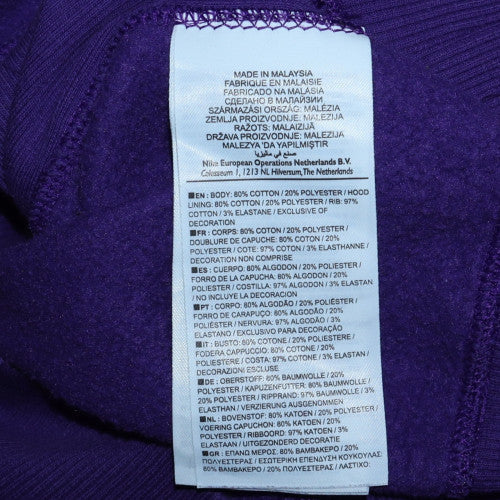 MADE IN MALAYSIA
FABRIQUE EN MALAISIE
FABRICADO NA MALÁSIA
СДЕЛАНО В МАЛАЙЗИИ
SZÁRMAZÁSI ORSZÁG: MALÉZIA
ZEMLJA PROIZVODNJE: MALEZIJA
RAŽOTS: MALAIZIJĀ
DRŽAVA PROIZVODNJE: MALEZIJA
MALEZYA 'DA YAPILMIŞTIR
صنع في ماليزيا
Nike European Operations Netherlands B.V.
Colosseum 1, 1213 NL Hilversum, The Netherlands
EN : BODY: 80% COTTON / 20% POLYESTER / HOOD
LINING: 80% COTTON / 20% POLYESTER / RIB: 97%
COTTON / 3% ELASTANE / EXCLUSIVE OF
DECORATION
FR : CORPS: 80% COTON / 20% POLYESTER /
DOUBLURE DE CAPUCHE: 80% COTON / 20%
POLYESTER / COTE: 97% COTON / 3% ELASTHANNE /
DECORATION NON COMPRISE
ES : CUERPO: 80% ALGODON / 20% POLIESTER /
FORRO DE CAPUCHA: 80% ALGODON / 20%
POLIESTER / COSTILLA: 97% ALGODON / 3% ELASTANO
/ NO INCLUYE LA DECORACION
PT : CORPO: 80% ALGODÃO / 20% POLIÉSTER /
FORRO DE CARAPUÇO: 80% ALGODÃO / 20%
POLIÉSTER / NERVURA: 97% ALGODÃO / 3%
ELASTANO / EXCLUSIVO PARA DECORAÇÃO
IT : BUSTO: 80% COTONE / 20% POLIESTERE /
FODERA CAPPUCCIO: 80% COTONE / 20%
POLIESTERE / COSTA: 97% COTONE / 3% ELASTAN /
DECORAZIONI ESCLUSE
DE : OBERSTOFF: 80% BAUMWOLLE / 20%
POLYESTER / KAPUZENFUTTER: 80% BAUMWOLLE /
20% POLYESTER / RIPPBAND: 97% BAUMWOLLE / 3%
ELASTAN / VERZIERUNG AUSGENOMMEN
NL : BOVENKANT: 80% KATOEN / 20% POLYESTER /
VOERING CAPUCHON: 80% KATOEN / 20%
POLYESTER / RIBBOORD: 97% KATOEN / 3%
ELASTAAN / UITGEZONDERD DECORATIE
GR : ΕΠΑΝΩ ΜΕΡΟΣ: 80% ΒΑΜΒΑΚΙ / 20%
ΠΟΛΥΕΣΤΕΡΑΣ / ΕΣΩΤΕΡΙΚΗ ΕΠΕΝΔΥΣΗ ΚΟΥΚΟΥΛΑΣ:
80% ΒΑΜΒΑΚΙ / 20% ΠΟΛΥΕΣΤΕΡΑΣ / ΛΑΣΤΙΧΟ: